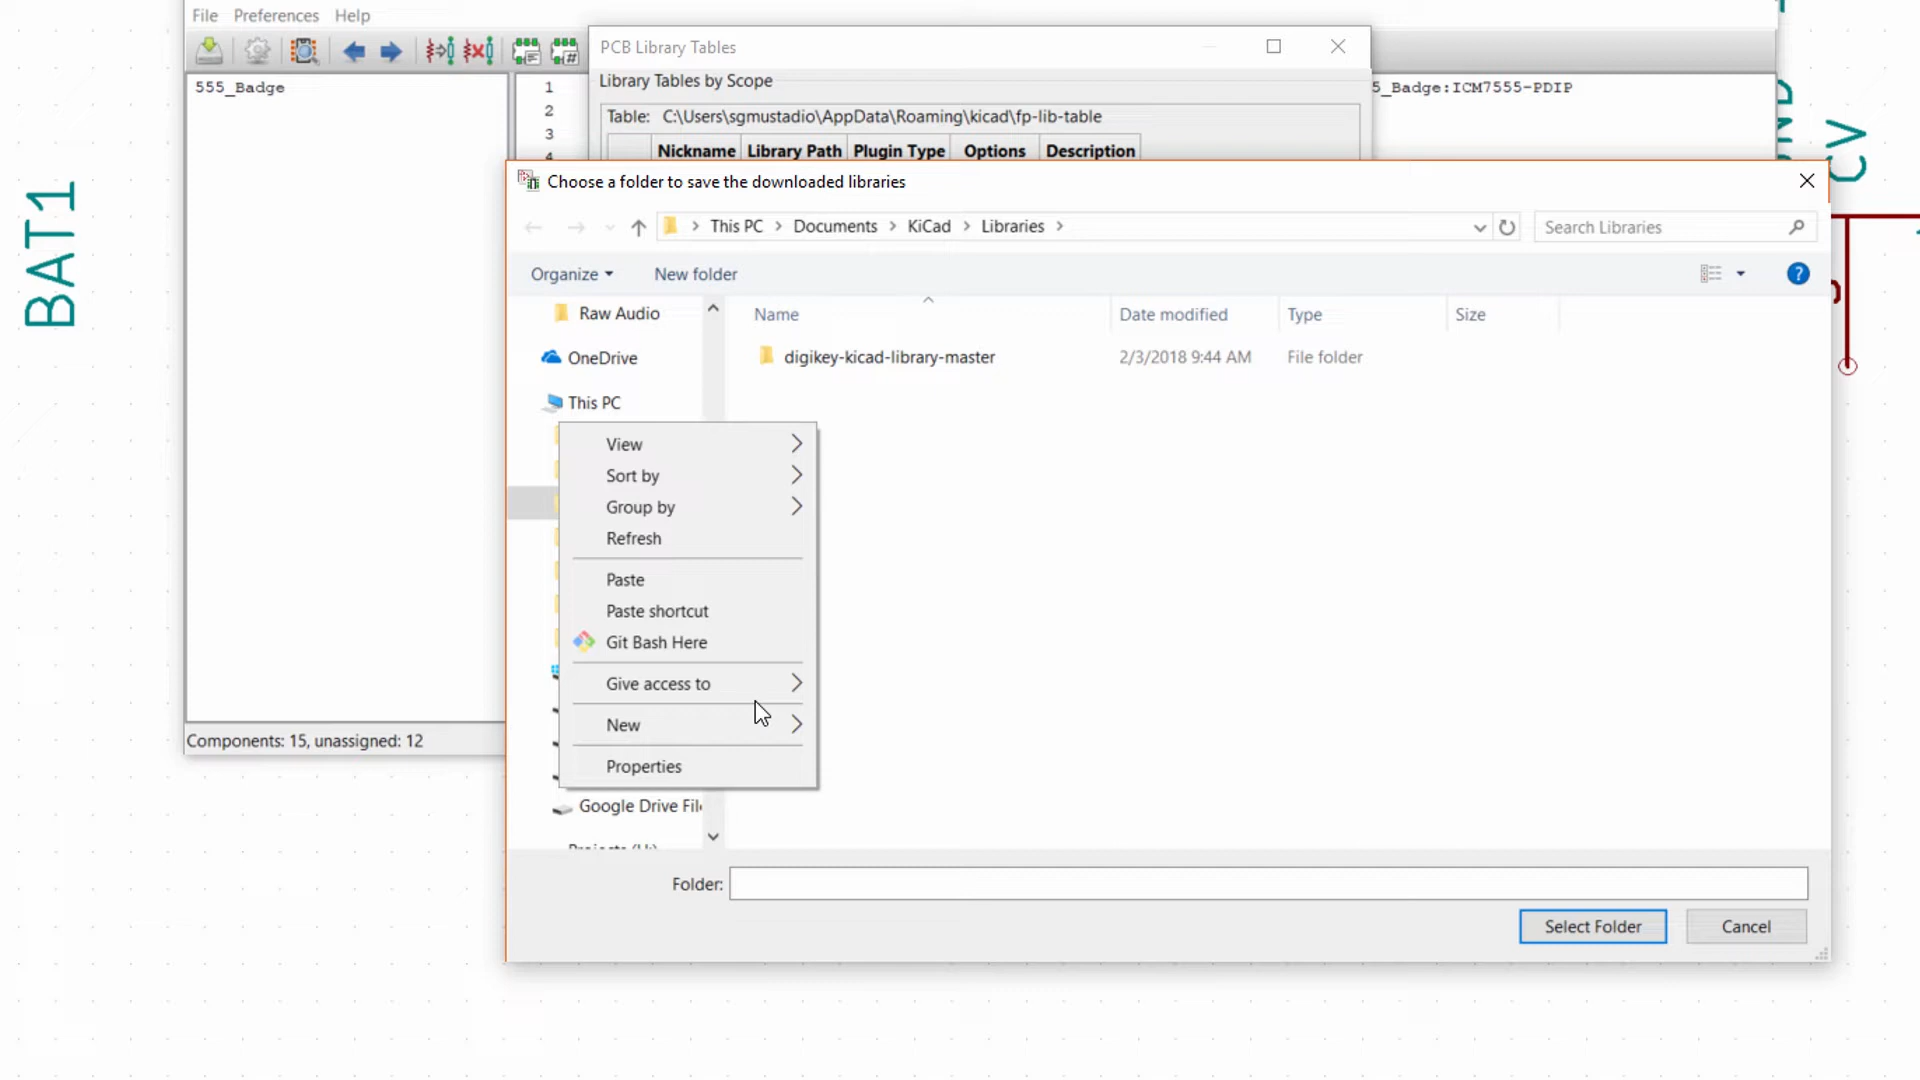 File Preferences Help
PCB Library Tables
Library Tables by Scope
555_Badge
1
5_Badge:ICM7555-PDIP
2
Table: C:\Users\sgmustadio\AppData\Roaming\kicad\fp-lib-table
3
4
Nickname Library Path Plugin Type Options Description
CV
BAT1
Choose a folder to save the downloaded libraries
This PC > Documents > KiCad > Libraries >
Search Libraries
Organize New folder
Raw Audio
Name Date modified Type Size
OneDrive
digikey-kicad-library-master 2/3/2018 9:44 AM File folder
This PC
View
Sort by
Group by
Refresh
Paste
Paste shortcut
Git Bash Here
Give access to
New
Properties
Components: 15, unassigned: 12
Google Drive Fil
Folder:
Select Folder Cancel